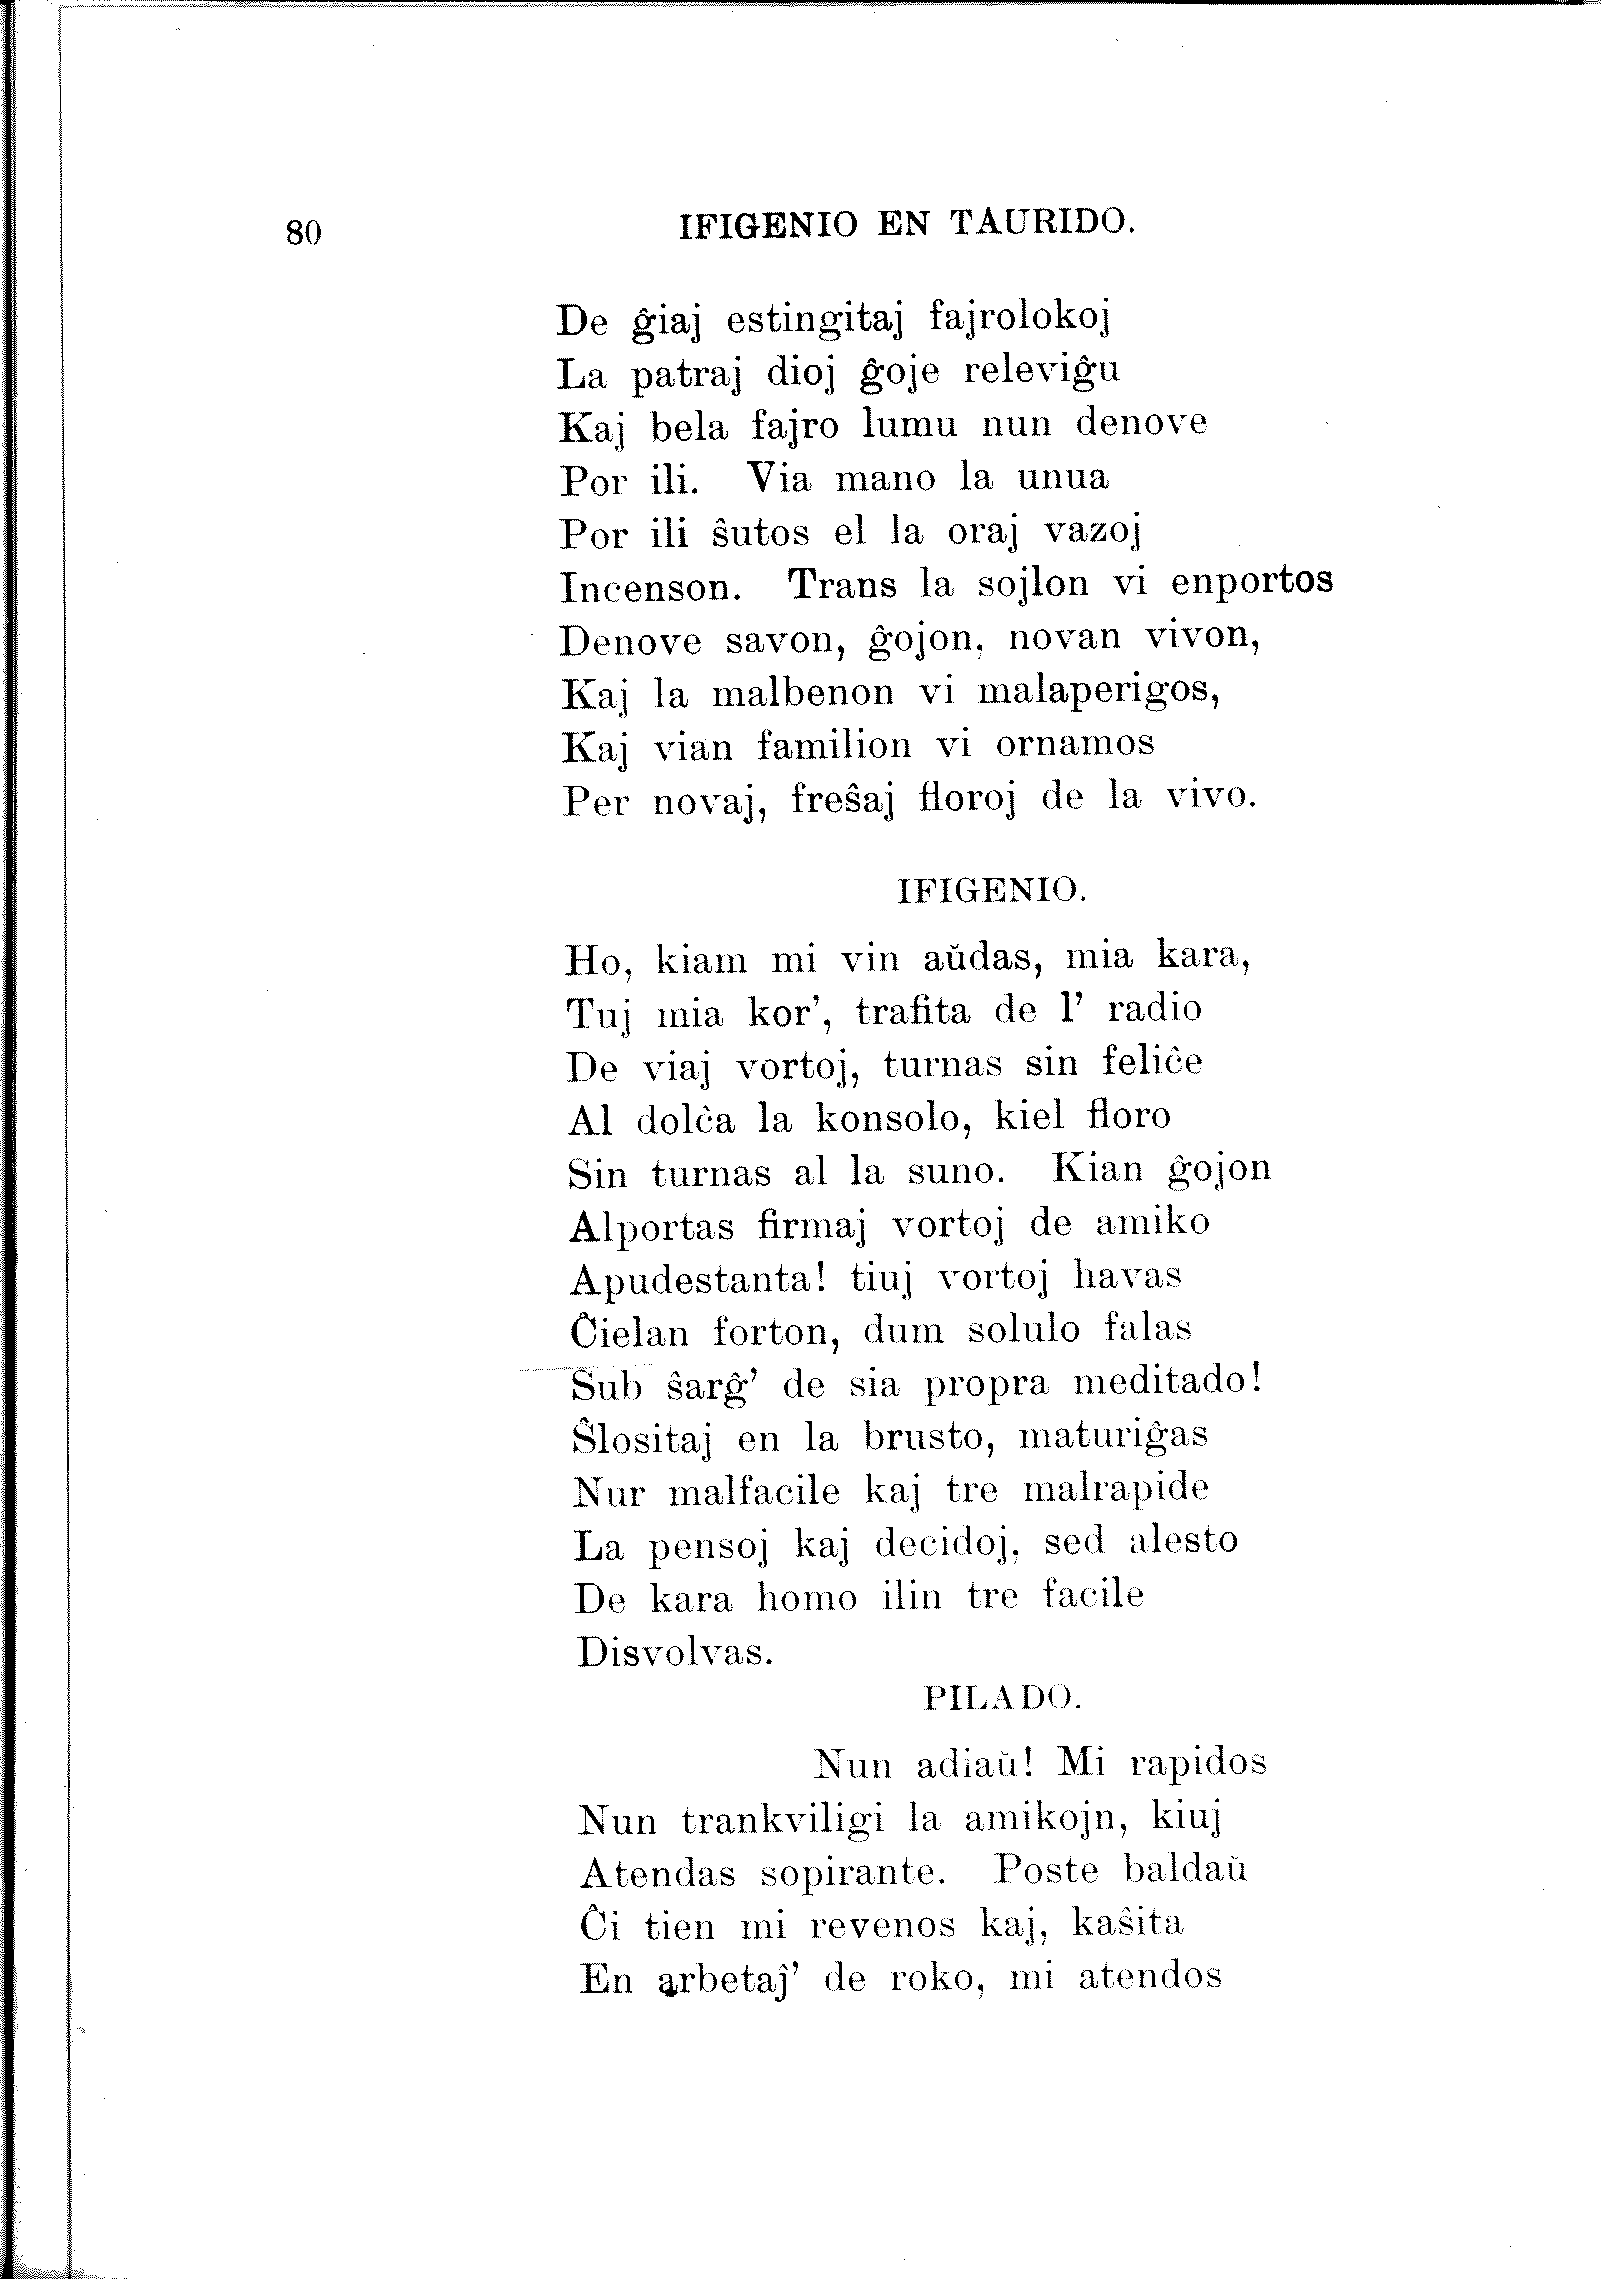 80 IFIGENIO EN TAURIDO.
De ĝiaj estingitaj fajrolokoj
La patraj dioj ĝoje releviĝu
Kaj bela fajro lumu nun denove
Por ili. Via mano la unua
Por ili ŝutos el la oraj vazoj
Incenson. Trans la sojlon vi enportos
Denove savon, ĝojon, novan vivon,
Kaj la malbenon vi malaperigos,
Kaj vian familion vi ornamos
Per novaj, freŝaj floroj de la vivo.
IFIGENIO.
Ho, kiam mi vin aŭdas, mia kara,
Tuj mia kor’, trafita de l’ radio
De viaj vortoj, turnas sin feliĉe
Al dolĉa la konsolo, kiel floro
Sin turnas al la suno. Kian ĝojon
Alportas firmaj vortoj de amiko
Apudestanta! tiuj vortoj havas
Ĉielan forton, dum solulo falas
Sub ŝarĝ’ de sia propra meditado!
Ŝlositaj en la brusto, maturiĝas
Nur malfacile kaj tre malrapide
La pensoj kaj decidoj, sed alesto
De kara homo ilin tre facile
Disvolvas.
PILADO.
Nun adiaŭ! Mi rapidos
Nun trankviligi la amikojn, kiuj
Atendas sopirante. Poste baldaŭ
Ĉi tien mi revenos kaj, kaŝita
En arbetaĵ’ de roko, mi atendos